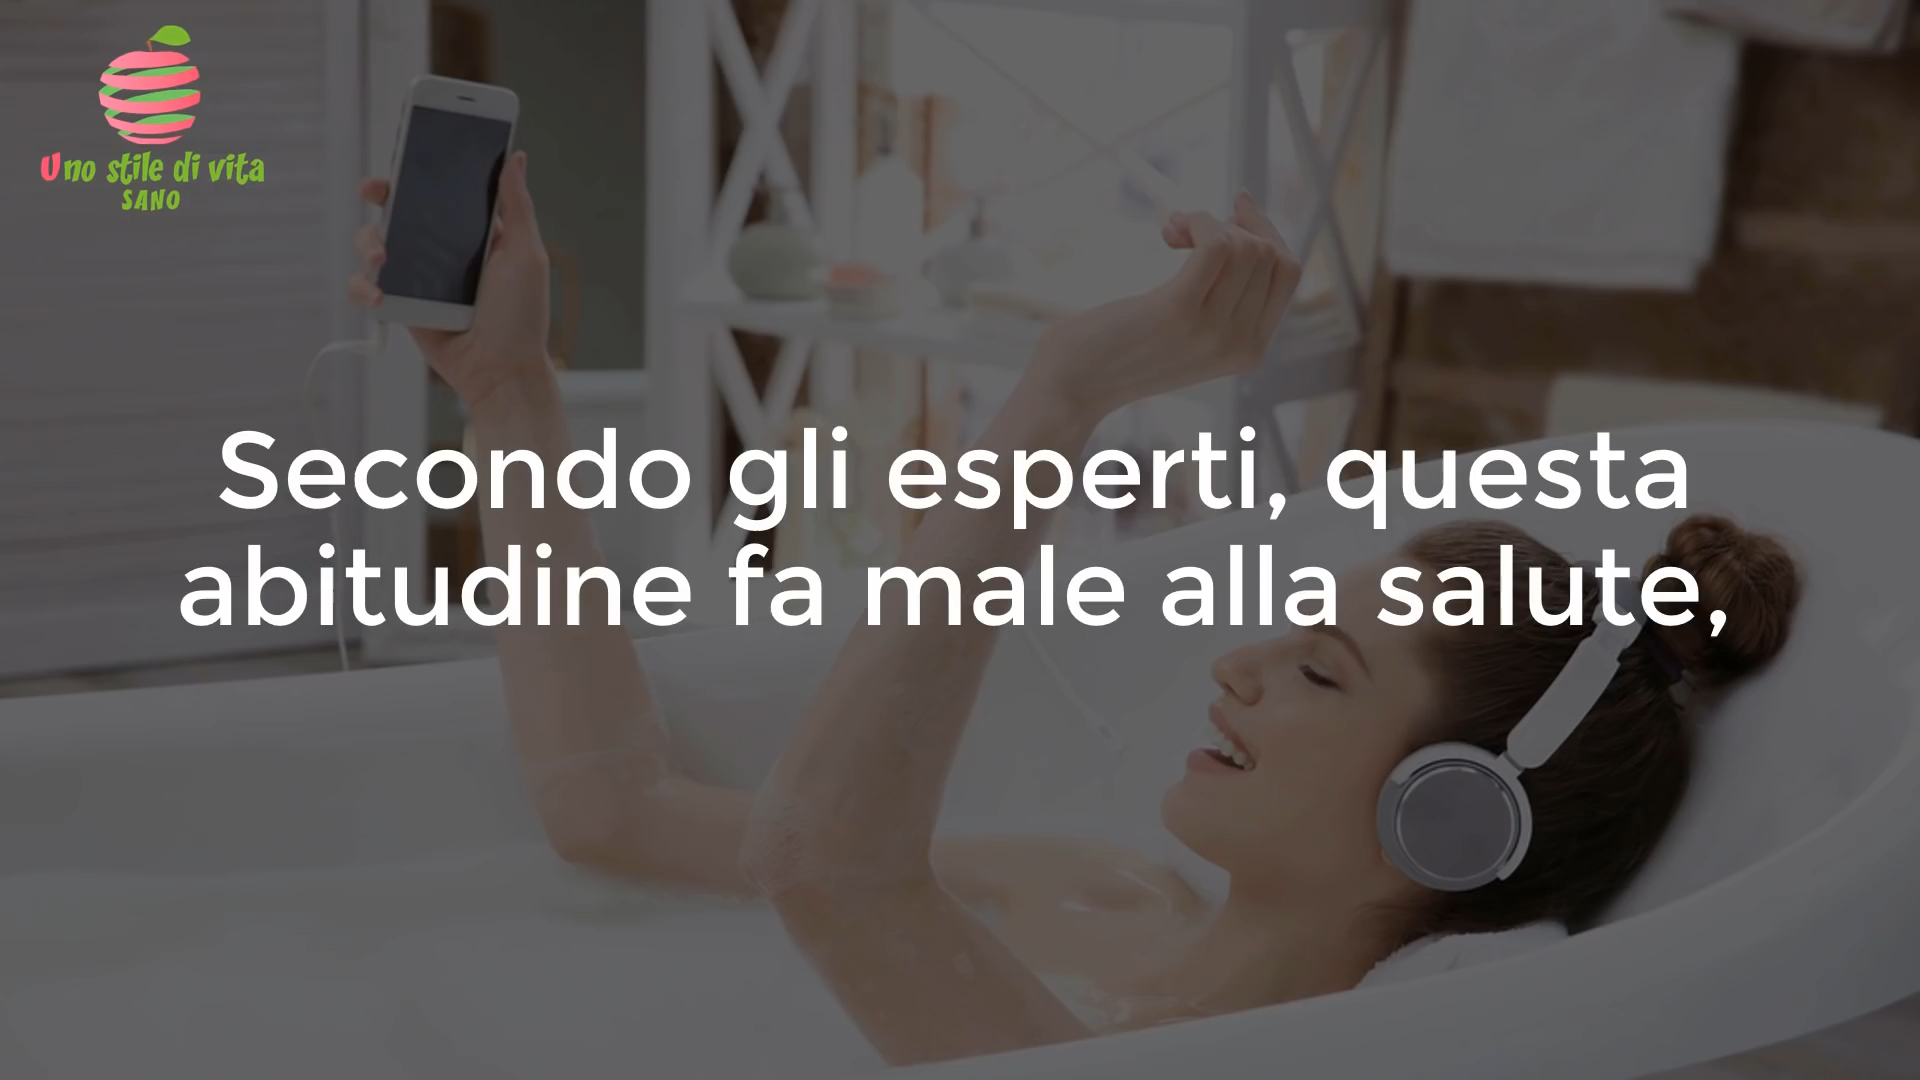 Uno stile di vita
SANO
Secondo gli esperti, questa
abitudine fa male alla salute,